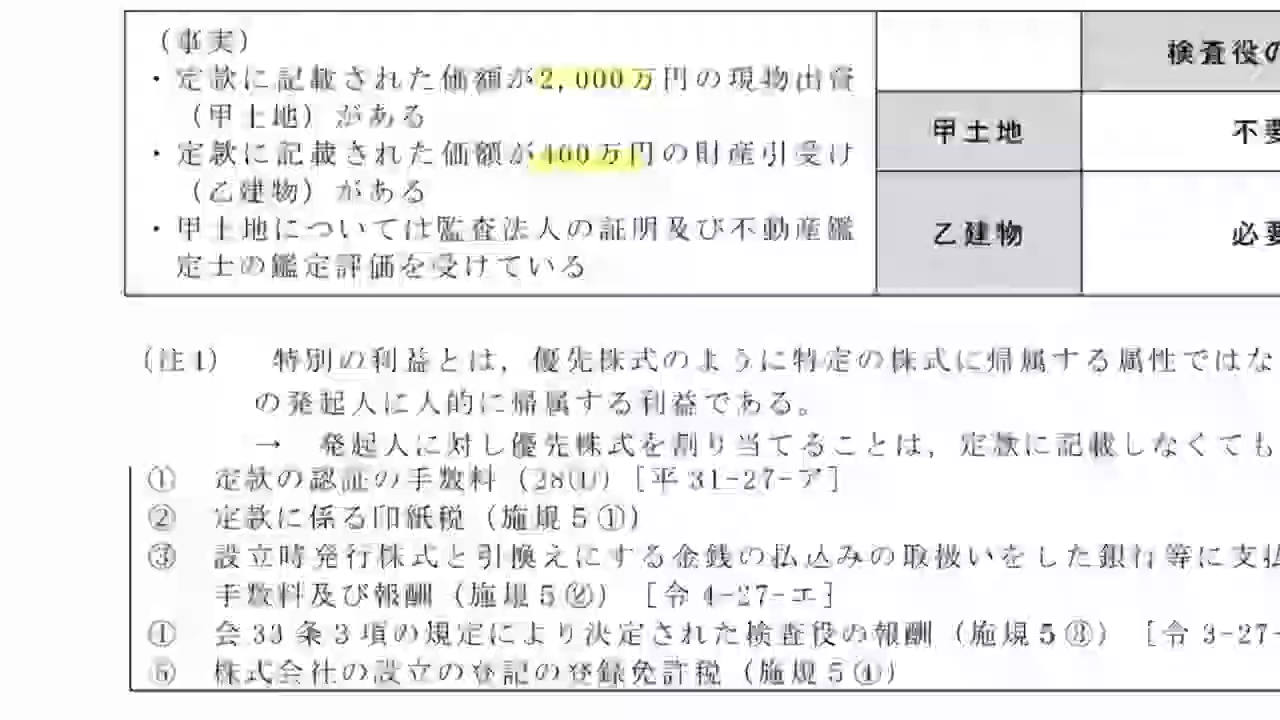 (事実)
・定款に記載された価額が2,000万円の現物出資
(甲土地)がある
・定款に記載された価額が400万円の財産引受け
(乙建物)がある
・甲土地については監査法人の証明及び不動産鑑
定士の鑑定評価を受けている
検査役の
甲土地 不要
乙建物 必要
(注1) 特別の利益とは,優先株式のように特定の株式に帰属する属性ではな
の発起人に人的に帰属する利益である。
→ 発起人に対し優先株式を割り当てることは,定款に記載しなくても
① 定款の認証の手数料(28④)[平31-27-ア]
② 定款に係る印紙税(施規5①)
③ 設立時発行株式と引換えにする金銭の払込みの取扱いをした銀行等に支払
手数料及び報酬(施規5②)[令4-27-エ]
④ 会33条3項の規定により決定された検査役の報酬(施規5③)[令3-27-
⑤ 株式会社の設立の登記の登録免許税(施規5④)